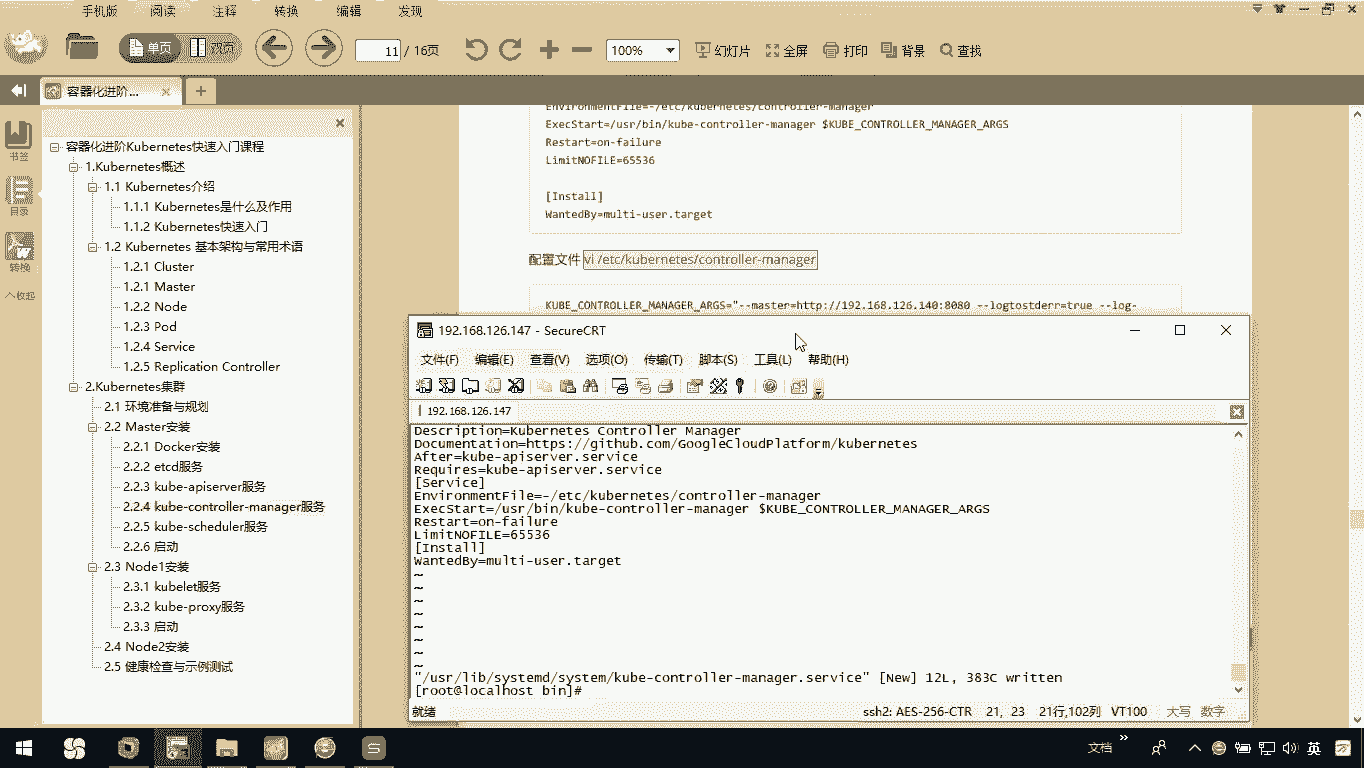 手机版 阅读 注释 转换 编辑 发现
单页 双页 11 / 16页 100% 幻灯片 全屏 打印 背景 查找
容器化进阶...
书签
目录
转换
收起
容器化进阶Kubernetes快速入门课程
1.Kubernetes概述
1.1 Kubernetes介绍
1.1.1 Kubernetes是什么及作用
1.1.2 Kubernetes快速入门
1.2 Kubernetes 基本架构与常用术语
1.2.1 Cluster
1.2.1 Master
1.2.2 Node
1.2.3 Pod
1.2.4 Service
1.2.5 Replication Controller
2.Kubernetes集群
2.1 环境准备与规划
2.2 Master安装
2.2.1 Docker安装
2.2.2 etcd服务
2.2.3 kube-apiserver服务
2.2.4 kube-controller-manager服务
2.2.5 kube-scheduler服务
2.2.6 启动
2.3 Node1安装
2.3.1 kubelet服务
2.3.2 kube-proxy服务
2.3.3 启动
2.4 Node2安装
2.5 健康检查与示例测试
EnvironmentFile=-/etc/kubernetes/controller-manager
ExecStart=/usr/bin/kube-controller-manager $KUBE_CONTROLLER_MANAGER_ARGS
Restart=on-failure
LimitNOFILE=65536
[Install]
WantedBy=multi-user.target
配置文件 vi /etc/kubernetes/controller-manager
KUBE_CONTROLLER_MANAGER_ARGS="--master=http://192.168.126.140:8080 --logtostderr=true --log-
192.168.126.147 - SecureCRT
文件(F) 编辑(E) 查看(V) 选项(O) 传输(T) 脚本(S) 工具(L) 帮助(H)
192.168.126.147
Description=Kubernetes Controller Manager
Documentation=https://github.com/GoogleCloudPlatform/kubernetes
After=kube-apiserver.service
Requires=kube-apiserver.service
[Service]
EnvironmentFile=-/etc/kubernetes/controller-manager
ExecStart=/usr/bin/kube-controller-manager $KUBE_CONTROLLER_MANAGER_ARGS
Restart=on-failure
LimitNOFILE=65536
[Install]
WantedBy=multi-user.target
~
~
~
~
~
~
~
~
"/usr/lib/systemd/system/kube-controller-manager.service" [New] 12L, 383C written
[root@localhost bin]#
就绪 ssh2: AES-256-CTR 21, 23 21行,102列 VT100 大写 数字
文档 英